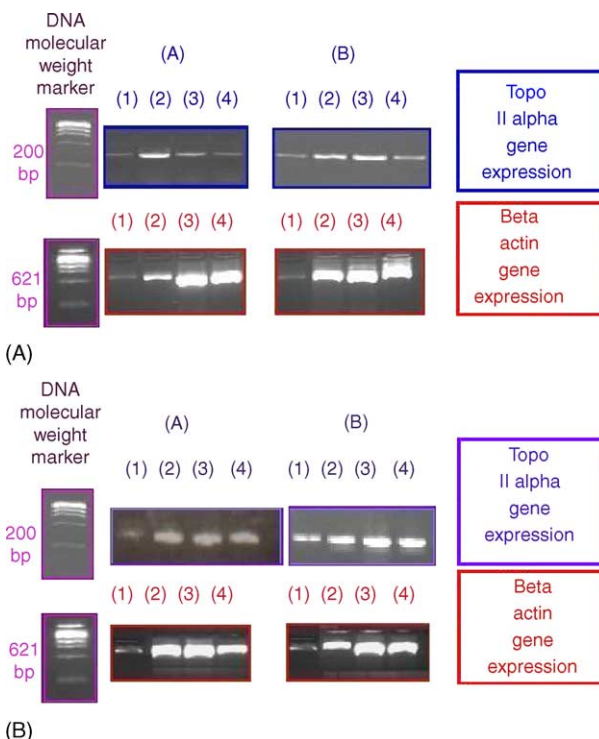 DNA
molecular
weight
marker
(A)
(B)
(1) (2) (3) (4)
(1) (2) (3) (4)
200
bp
Topo
II alpha
gene
expression
(1) (2) (3) (4)
(1) (2) (3) (4)
621
bp
Beta
actin
gene
expression
(A)
DNA
molecular
weight
marker
(A)
(B)
(1) (2) (3) (4)
(1) (2) (3) (4)
200
bp
Topo
II alpha
gene
expression
(1) (2) (3) (4)
(1) (2) (3) (4)
621
bp
Beta
actin
gene
expression
(B)